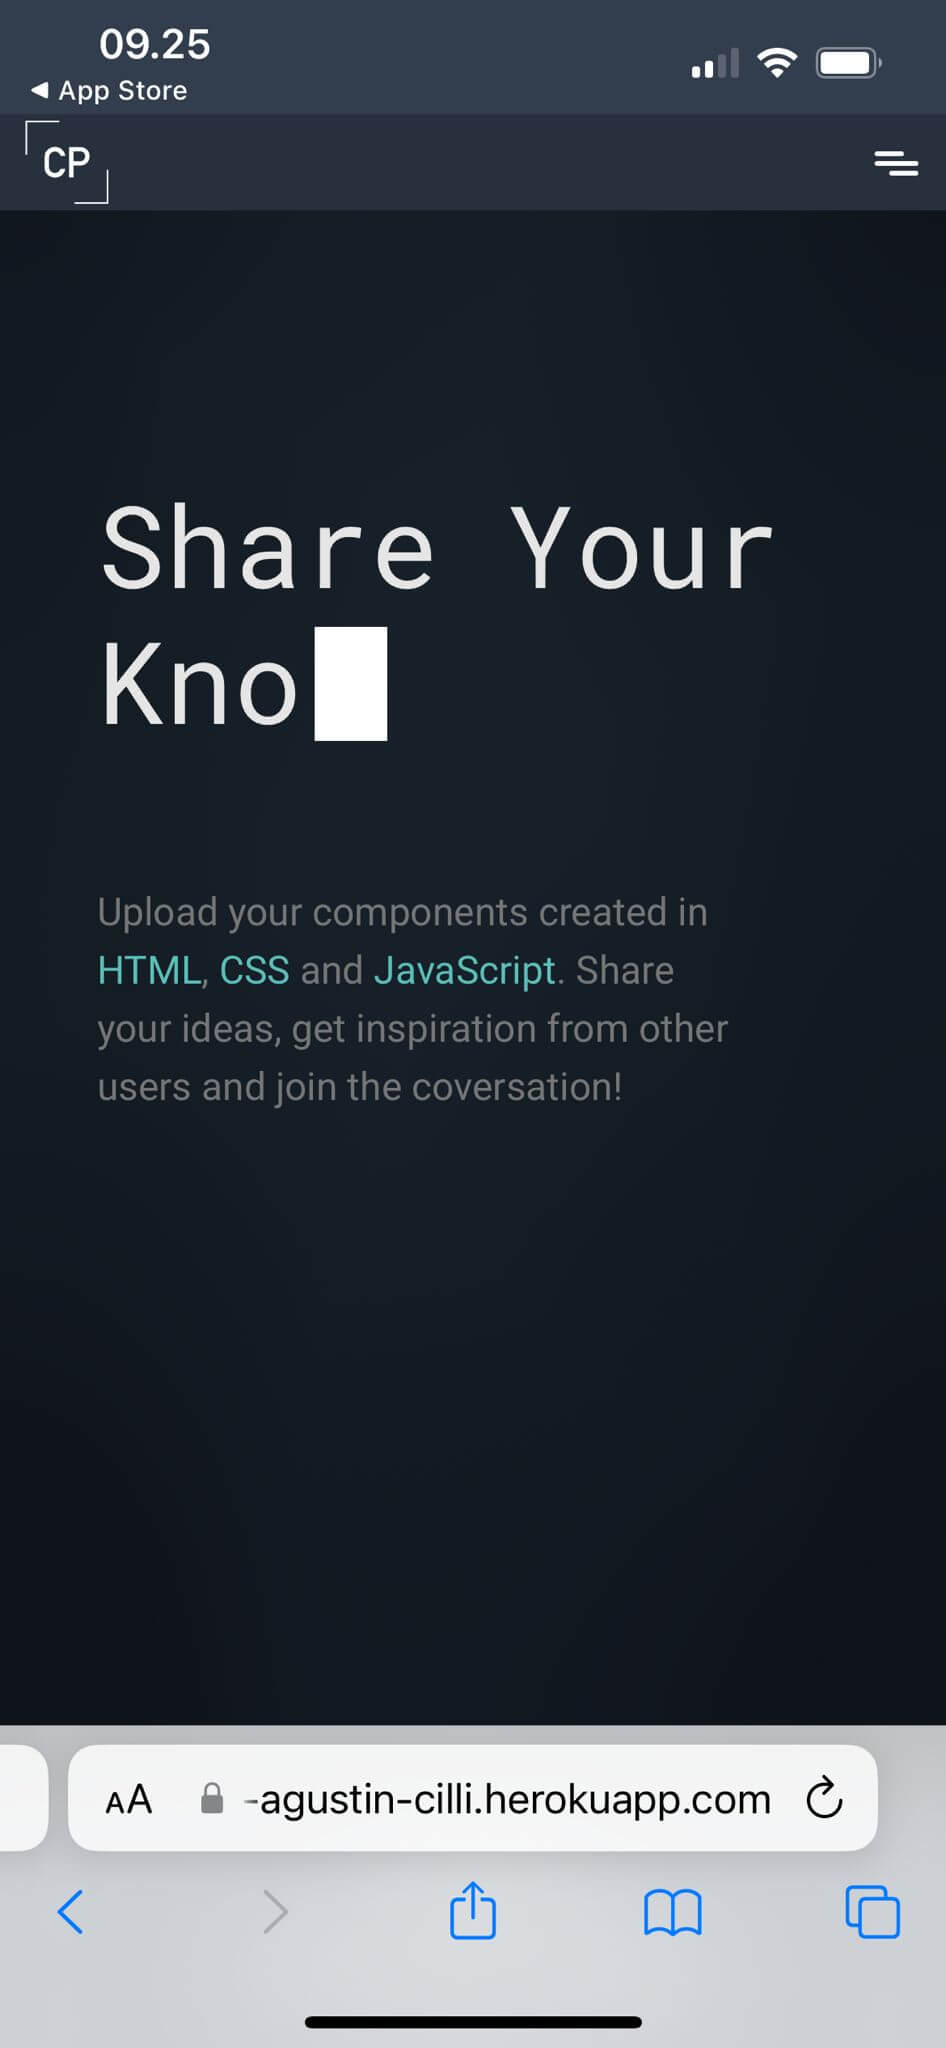 09.25
App Store
CP
Share Your
Kno
Upload your components created in
HTML, CSS and JavaScript. Share
your ideas, get inspiration from other
users and join the coversation!
AA -agustin-cilli.herokuapp.com